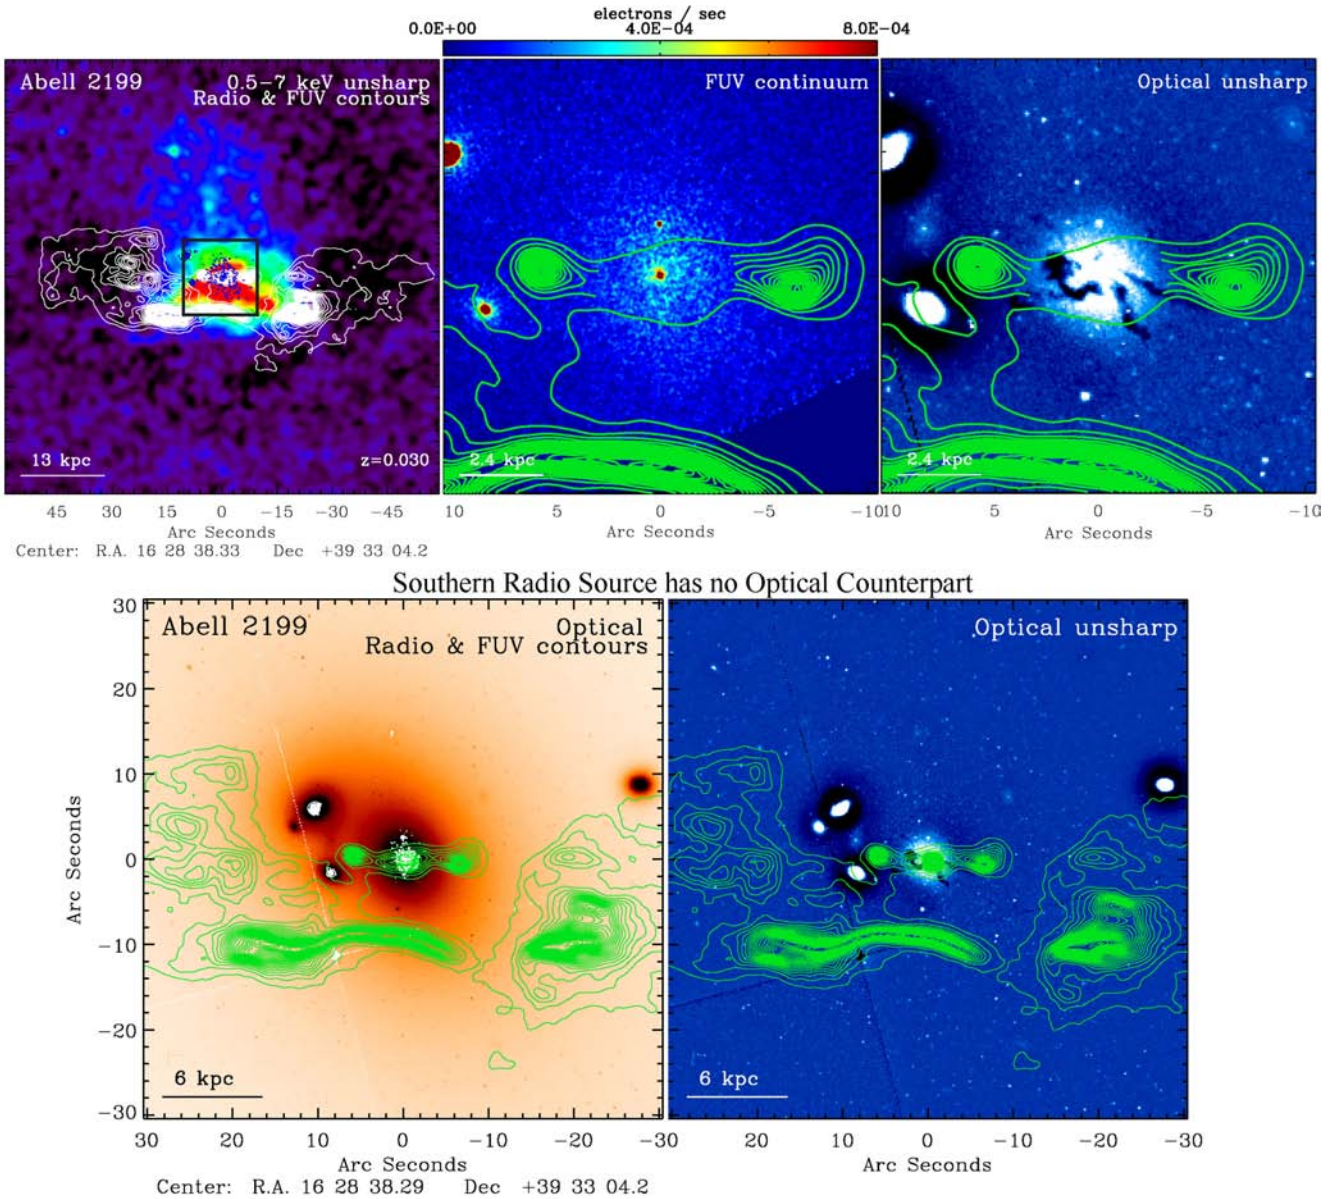 electrons / sec
0.0E+00 4.0E-04 8.0E-04
Abell 2199 0.5-7 keV unsharp
Radio & FUV contours
13 kpc z=0.030
FUV continuum
2.4 kpc
Optical unsharp
2.4 kpc
45 30 15 0 -15 -30 -45
Arc Seconds
10 5 0 -5 -10
Arc Seconds
10 5 0 -5 -10
Arc Seconds
Center: R.A. 16 28 38.33 Dec +39 33 04.2
Southern Radio Source has no Optical Counterpart
Abell 2199 Optical
Radio & FUV contours
6 kpc
30
20
10
0
-10
-20
-30
Arc Seconds
30 20 10 0 -10 -20 -30
Arc Seconds
Center: R.A. 16 28 38.29 Dec +39 33 04.2
Optical unsharp
6 kpc
30 20 10 0 -10 -20 -30
Arc Seconds